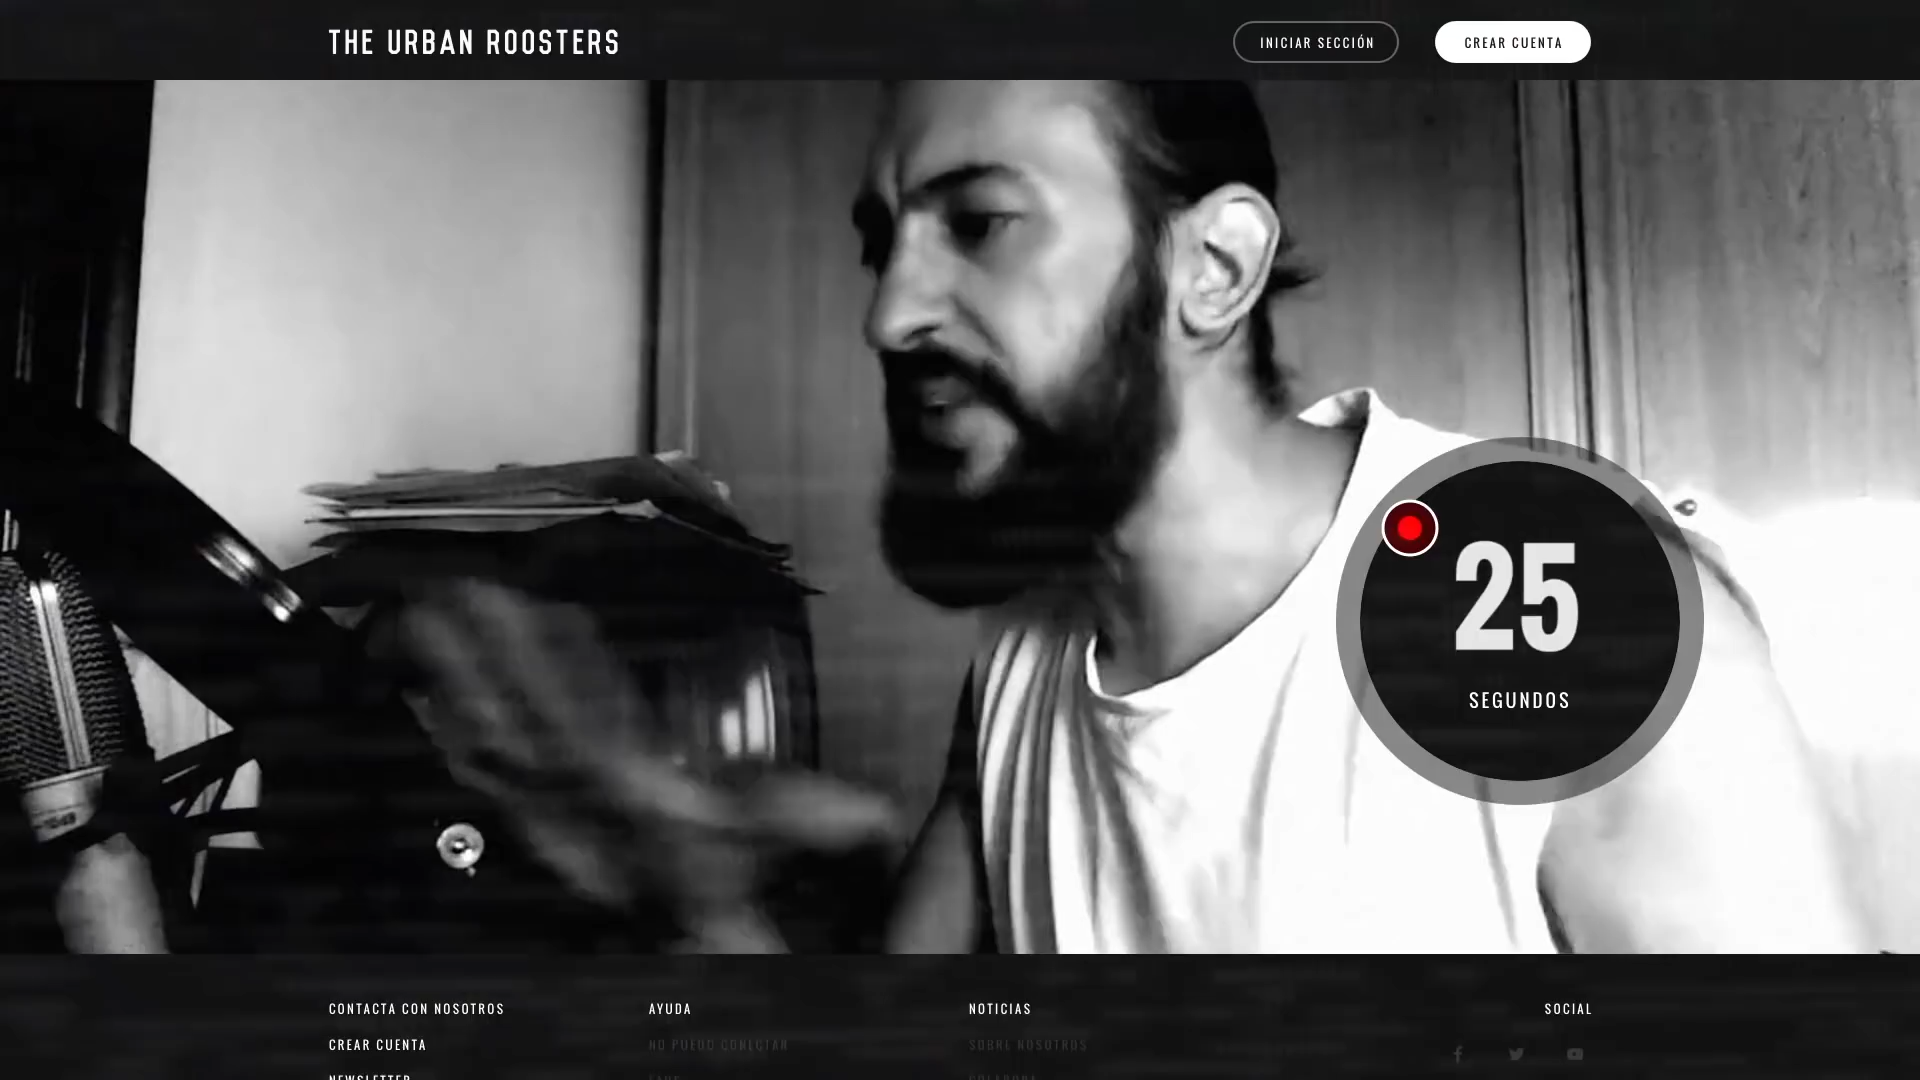 THE URBAN ROOSTERS
INICIAR SECCIÓN
CREAR CUENTA
25
SEGUNDOS
CONTACTA CON NOSOTROS
AYUDA
NOTICIAS
SOCIAL
CREAR CUENTA
NO PUEDO CONECTAR
SOBRE NOSOTROS
NEWSLETTER